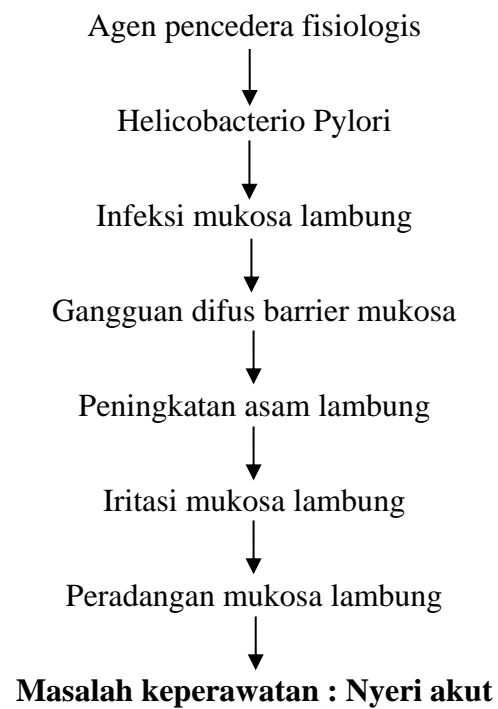 Agen pencedera fisiologis
Helicobacterio Pylori
Infeksi mukosa lambung
Gangguan difus barrier mukosa
Peningkatan asam lambung
Iritasi mukosa lambung
Peradangan mukosa lambung
Masalah keperawatan : Nyeri akut